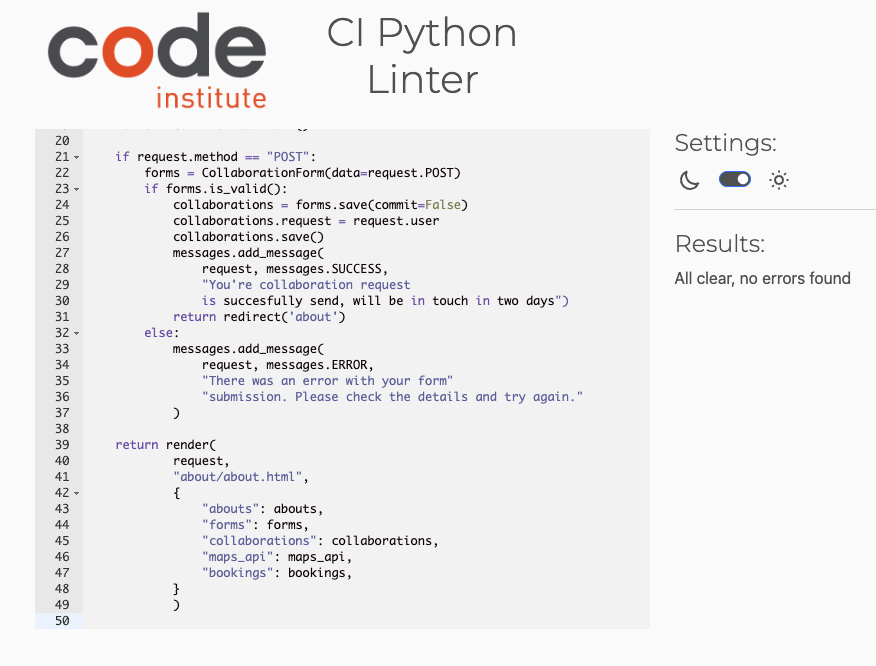 code
institute
CI Python
Linter
20
21 if request.method == "POST":
22 forms = CollaborationForm(data=request.POST)
23 if forms.is_valid():
24 collaborations = forms.save(commit=False)
25 collaborations.request = request.user
26 collaborations.save()
27 messages.add_message(
28 request, messages.SUCCESS,
29 "You're collaboration request
30 is succesfully send, will be in touch in two days")
31 return redirect('about')
32 else:
33 messages.add_message(
34 request, messages.ERROR,
35 "There was an error with your form"
36 "submission. Please check the details and try again."
37 )
38
39 return render(
40 request,
41 "about/about.html",
42 {
43 "abouts": abouts,
44 "forms": forms,
45 "collaborations": collaborations,
46 "maps_api": maps_api,
47 "bookings": bookings,
48 }
49 )
50
Settings:
Results:
All clear, no errors found